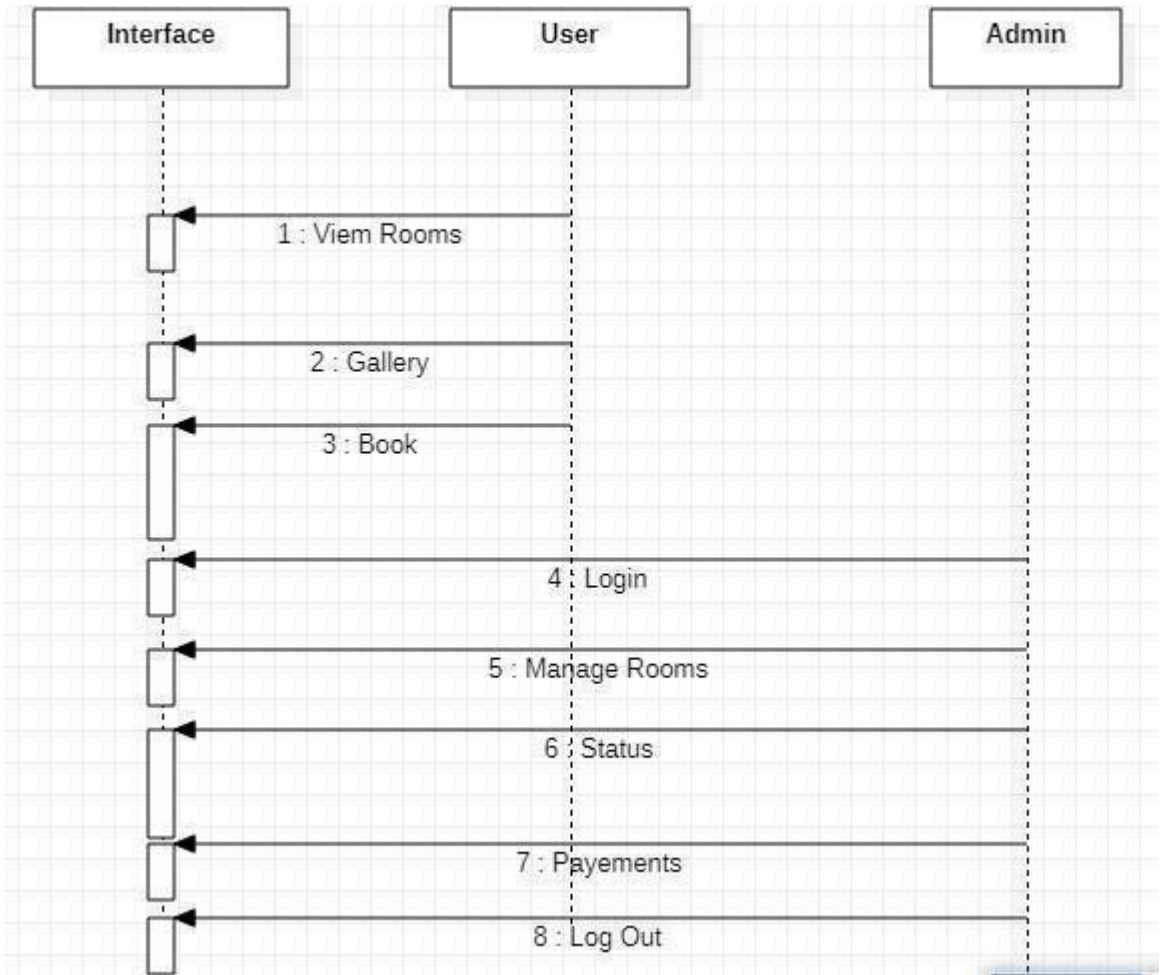 Interface
User
Admin
1 : Viem Rooms
2 : Gallery
3 : Book
4 : Login
5 : Manage Rooms
6 : Status
7 : Payements
8 : Log Out